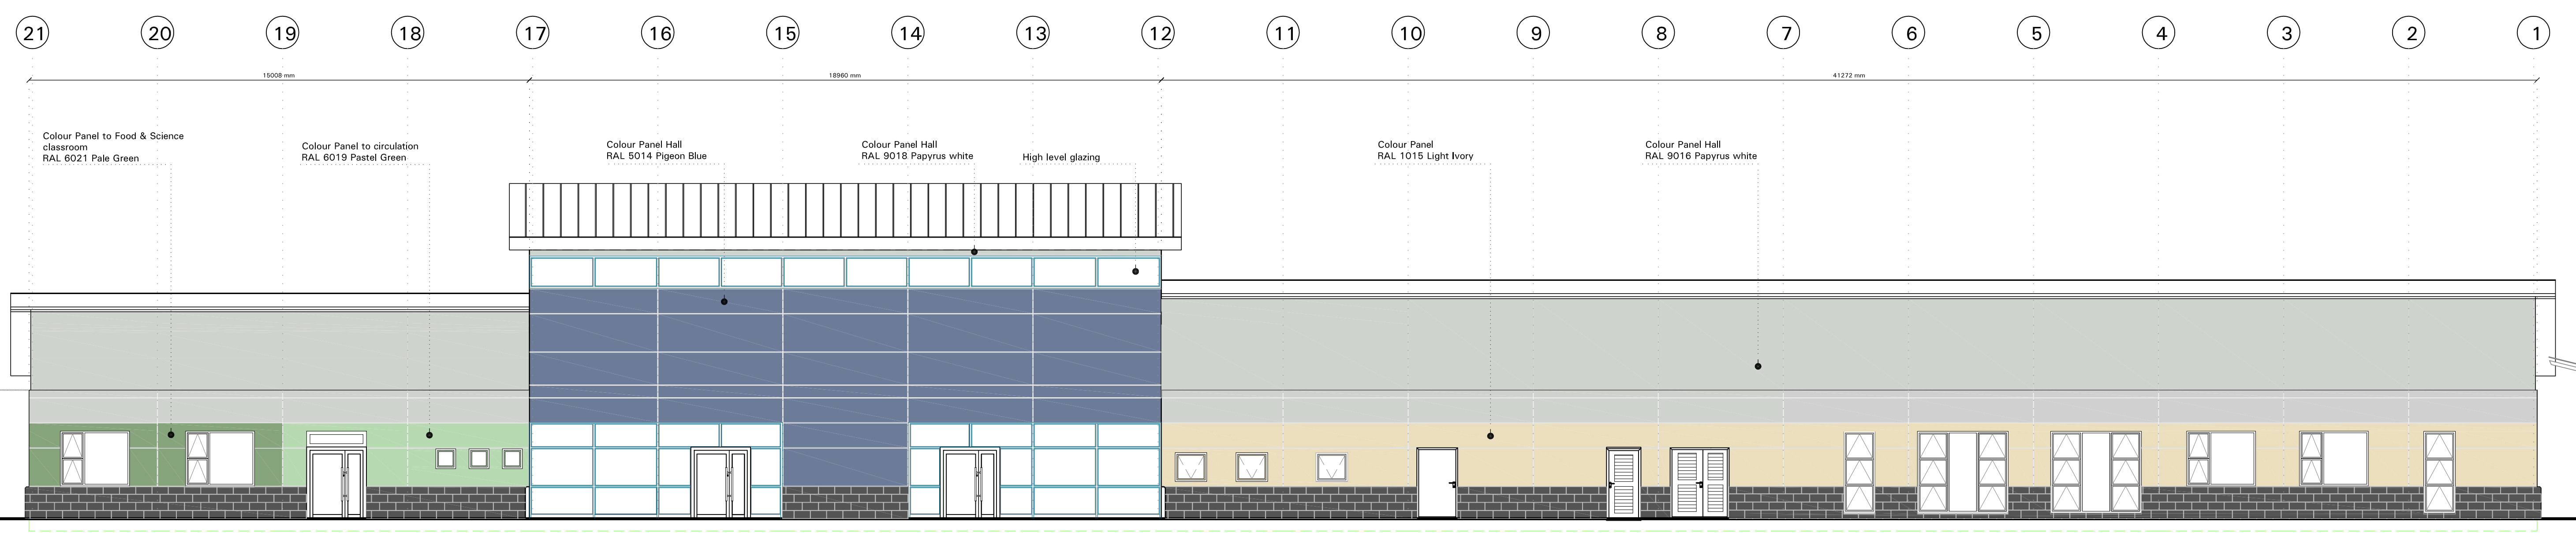 21 20 19 18 17 16 15 14 13 12 11 10 9 8 7 6 5 4 3 2 1
15008 mm 18960 mm 41272 mm
Colour Panel to Food & Science
classroom
RAL 6021 Pale Green
Colour Panel to circulation
RAL 6019 Pastel Green
Colour Panel Hall
RAL 5014 Pigeon Blue
Colour Panel Hall
RAL 9018 Papyrus white
High level glazing
Colour Panel
RAL 1015 Light Ivory
Colour Panel Hall
RAL 9016 Papyrus white